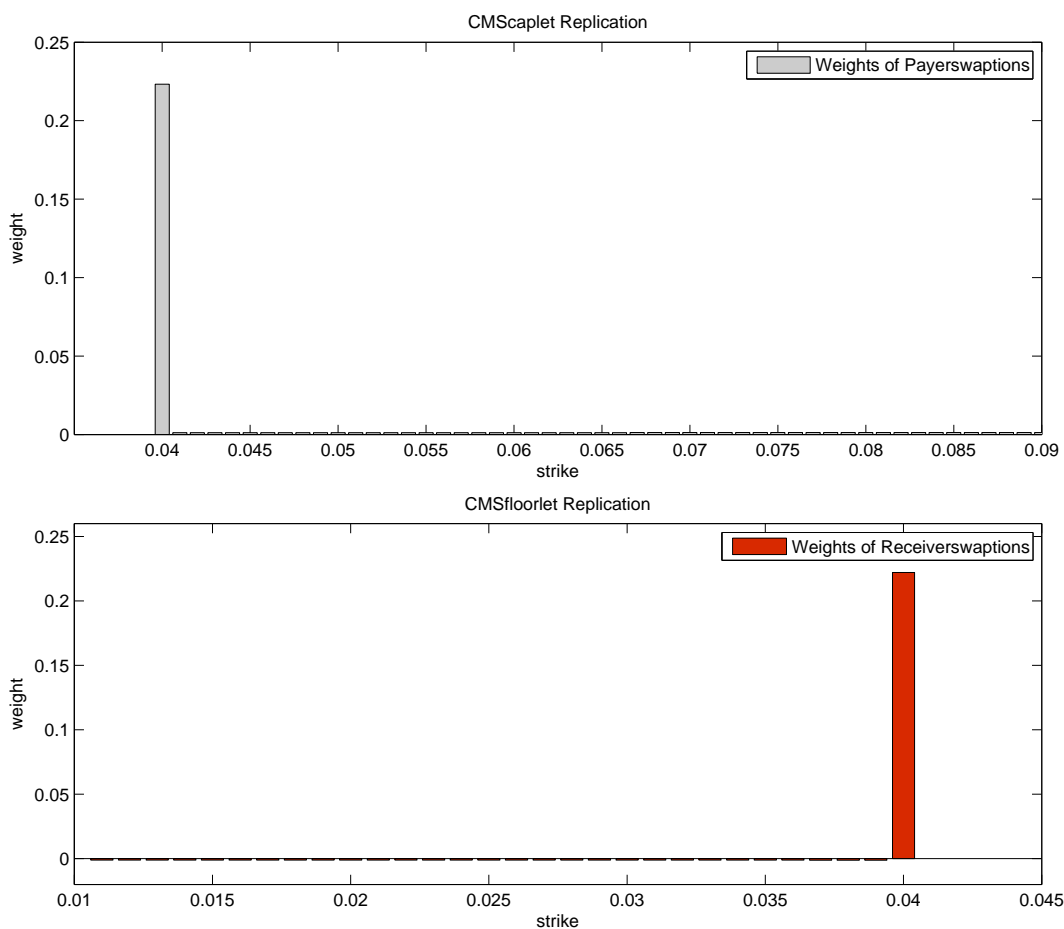 CMScaplet Replication
0.25
Weights of Payerswaptions
0.2
0.15
weight
0.1
0.05
0
0.04 0.045 0.05 0.055 0.06 0.065 0.07 0.075 0.08 0.085 0.09
strike
CMSfloorlet Replication
0.25
Weights of Receiverswaptions
0.2
0.15
weight
0.1
0.05
0
0.01 0.015 0.02 0.025 0.03 0.035 0.04 0.045
strike